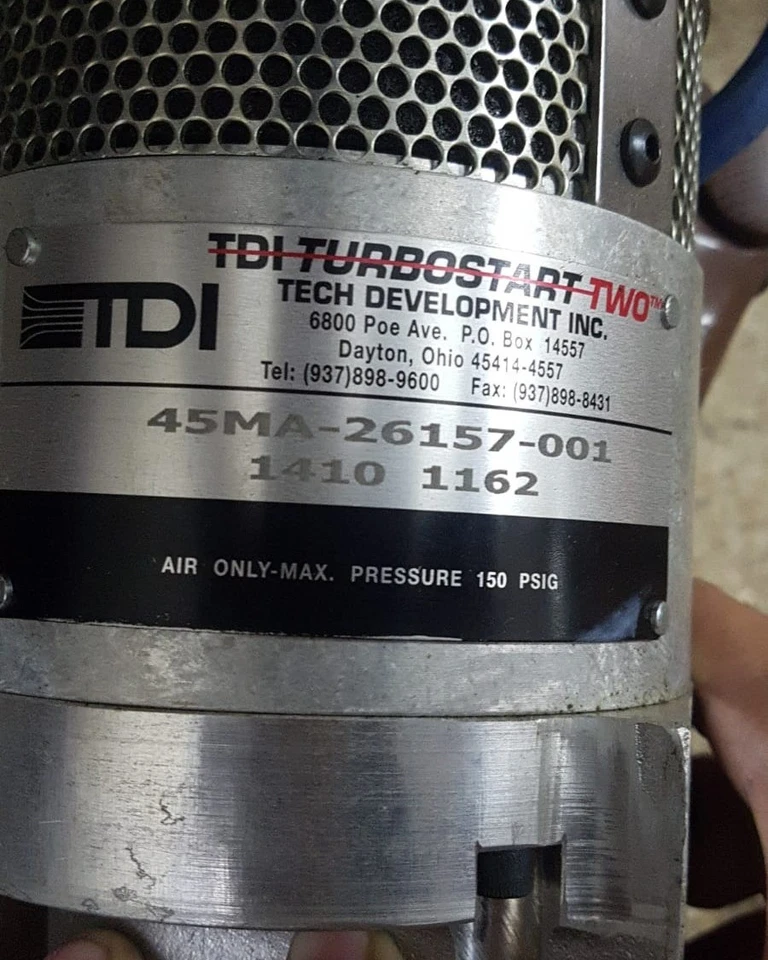 TDI TURBOSTART TWO™
TDI
TECH DEVELOPMENT INC.
6800 Poe Ave. P.O. Box 14557
Dayton, Ohio 45414-4557
Tel: (937)898-9600 Fax: (937)898-8431
45MA-26157-001
1410 1162
AIR ONLY-MAX. PRESSURE 150 PSIG